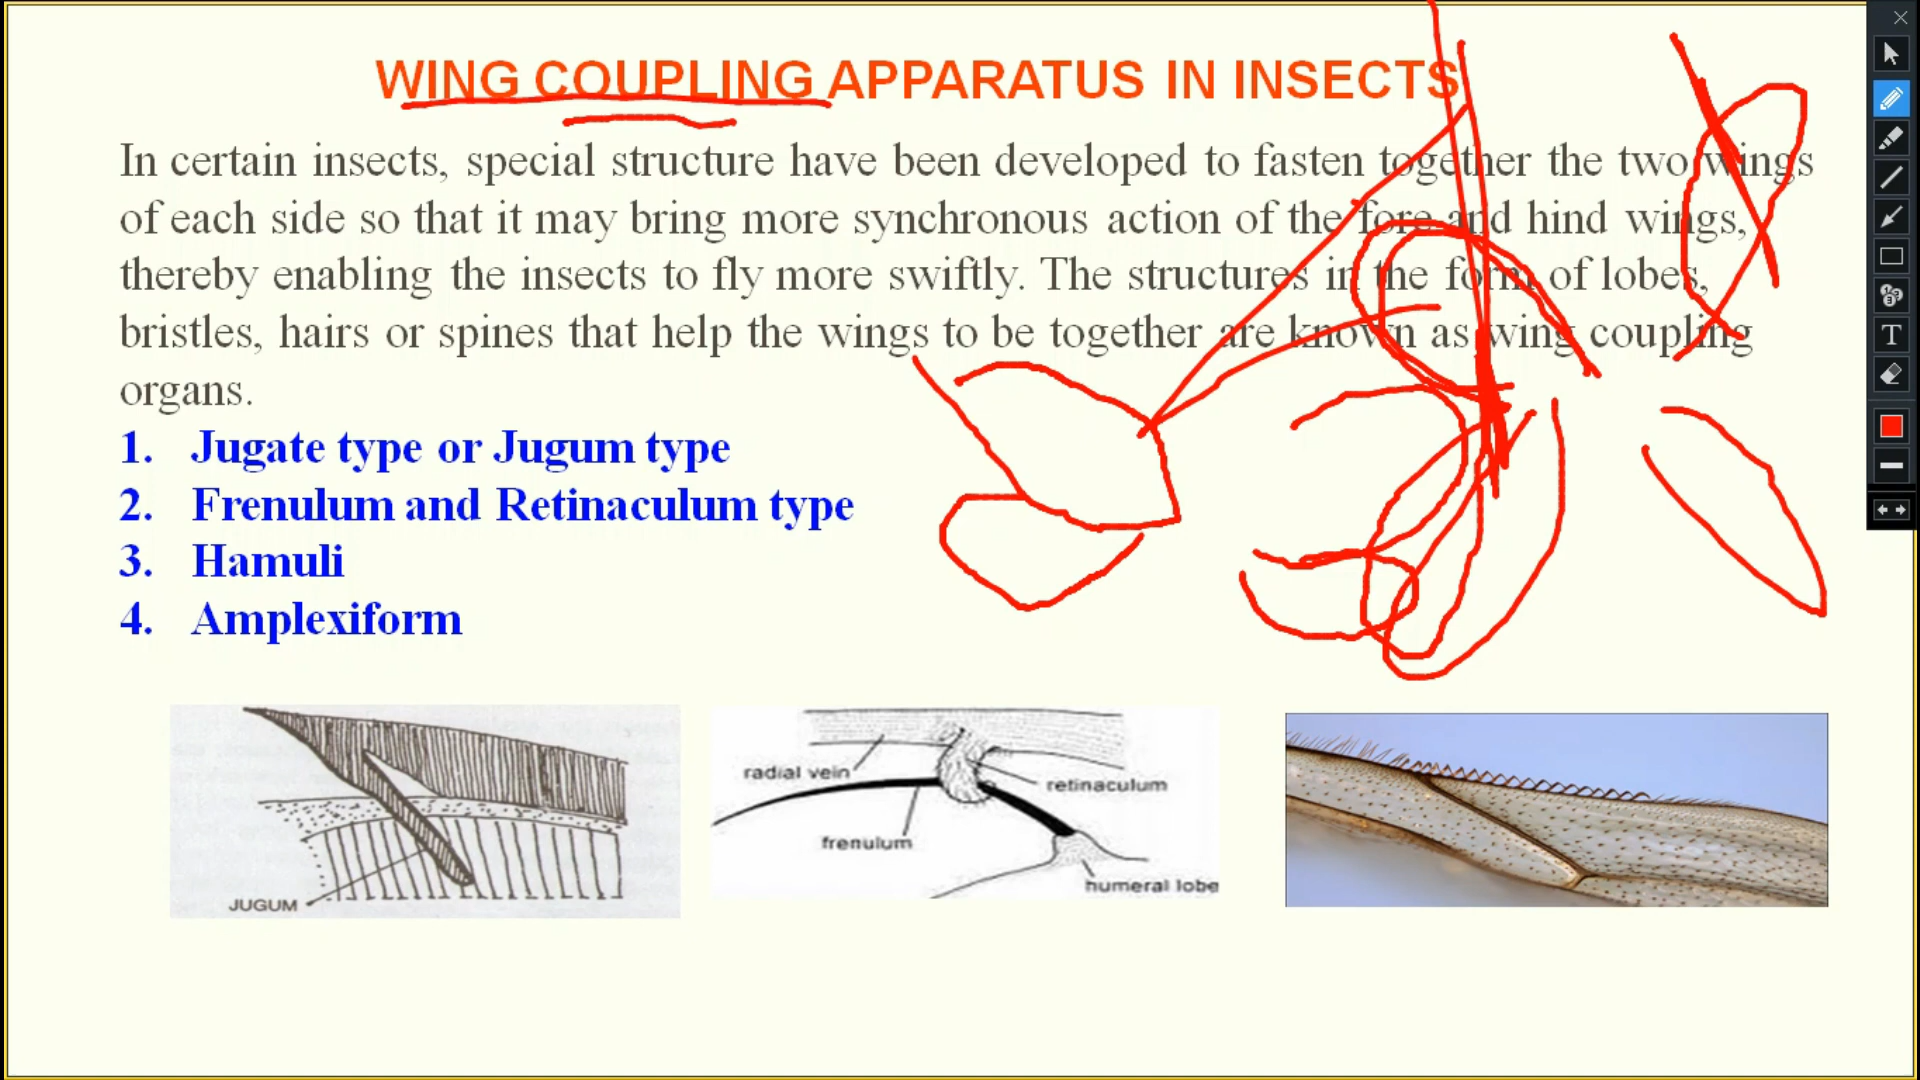 WING COUPLING APPARATUS IN INSECTS
In certain insects, special structure have been developed to fasten together the two wings
of each side so that it may bring more synchronous action of the fore and hind wings,
thereby enabling the insects to fly more swiftly. The structures in the form of lobes,
bristles, hairs or spines that help the wings to be together are known as wing coupling
organs.
1. Jugate type or Jugum type
2. Frenulum and Retinaculum type
3. Hamuli
4. Amplexiform
JUGUM
radial vein
retinaculum
frenulum
humeral lobe